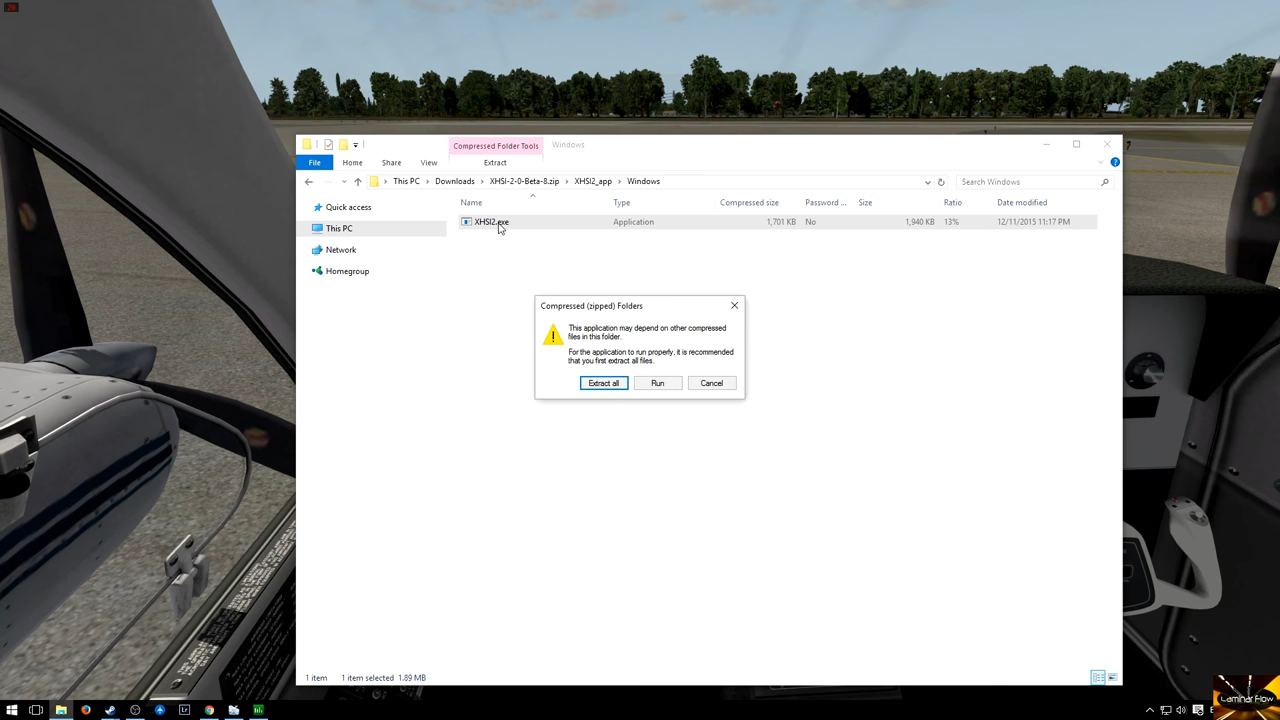 20
Compressed Folder Tools
Windows
File
Home
Share
View
Extract
This PC
Downloads
XHSI-2-0-Beta-8.zip
XHSI2_app
Windows
Search Windows
Quick access
This PC
Network
Homegroup
Name
Type
Compressed size
Password ...
Size
Ratio
Date modified
XHSI2.exe
Application
1,701 KB
No
1,940 KB
13%
12/11/2015 11:17 PM
Compressed (zipped) Folders
This application may depend on other compressed
files in this folder.
For the application to run properly, it is recommended
that you first extract all files.
Extract all
Run
Cancel
1 item
1 item selected 1.89 MB
Laminar Flow